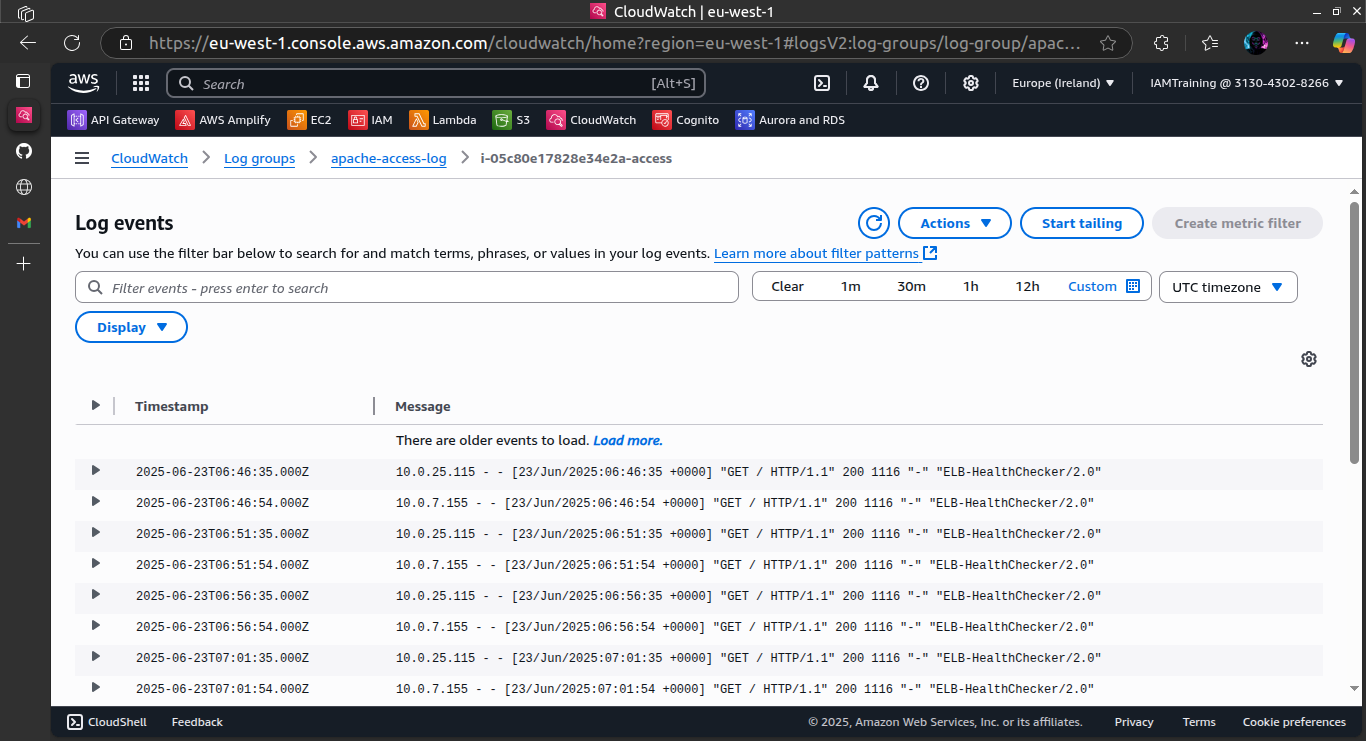 CloudWatch | eu-west-1
https://eu-west-1.console.aws.amazon.com/cloudwatch/home?region=eu-west-1#logsV2:log-groups/log-group/apac...
aws
Search [Alt+S]
Europe (Ireland)
IAMTraining @ 3130-4302-8266
API Gateway AWS Amplify EC2 IAM Lambda S3 CloudWatch Cognito Aurora and RDS
CloudWatch Log groups apache-access-log i-05c80e17828e34e2a-access
Log events
Actions Start tailing Create metric filter
You can use the filter bar below to search for and match terms, phrases, or values in your log events. Learn more about filter patterns
Filter events - press enter to search
Clear 1m 30m 1h 12h Custom UTC timezone
Display
Timestamp Message
There are older events to load. Load more.
2025-06-23T06:46:35.000Z 10.0.25.115 - - [23/Jun/2025:06:46:35 +0000] "GET / HTTP/1.1" 200 1116 "-" "ELB-HealthChecker/2.0"
2025-06-23T06:46:54.000Z 10.0.7.155 - - [23/Jun/2025:06:46:54 +0000] "GET / HTTP/1.1" 200 1116 "-" "ELB-HealthChecker/2.0"
2025-06-23T06:51:35.000Z 10.0.25.115 - - [23/Jun/2025:06:51:35 +0000] "GET / HTTP/1.1" 200 1116 "-" "ELB-HealthChecker/2.0"
2025-06-23T06:51:54.000Z 10.0.7.155 - - [23/Jun/2025:06:51:54 +0000] "GET / HTTP/1.1" 200 1116 "-" "ELB-HealthChecker/2.0"
2025-06-23T06:56:35.000Z 10.0.25.115 - - [23/Jun/2025:06:56:35 +0000] "GET / HTTP/1.1" 200 1116 "-" "ELB-HealthChecker/2.0"
2025-06-23T06:56:54.000Z 10.0.7.155 - - [23/Jun/2025:06:56:54 +0000] "GET / HTTP/1.1" 200 1116 "-" "ELB-HealthChecker/2.0"
2025-06-23T07:01:35.000Z 10.0.25.115 - - [23/Jun/2025:07:01:35 +0000] "GET / HTTP/1.1" 200 1116 "-" "ELB-HealthChecker/2.0"
2025-06-23T07:01:54.000Z 10.0.7.155 - - [23/Jun/2025:07:01:54 +0000] "GET / HTTP/1.1" 200 1116 "-" "ELB-HealthChecker/2.0"
CloudShell Feedback © 2025, Amazon Web Services, Inc. or its affiliates. Privacy Terms Cookie preferences